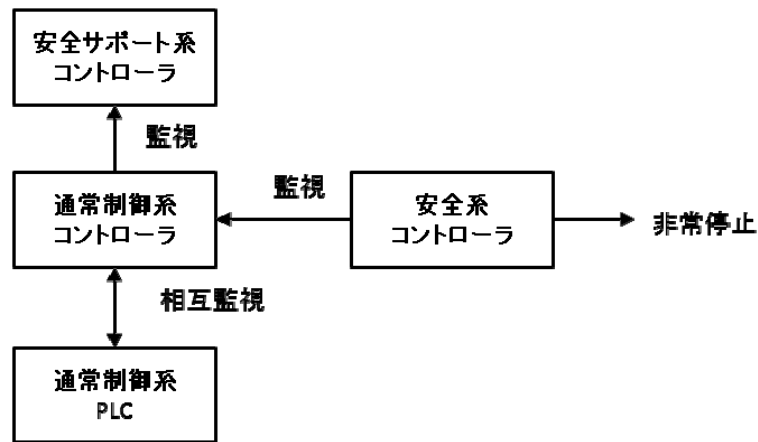 安全サポート系
コントローラ
監視
通常制御系
コントローラ
監視
安全系
コントローラ
非常停止
相互監視
通常制御系
PLC